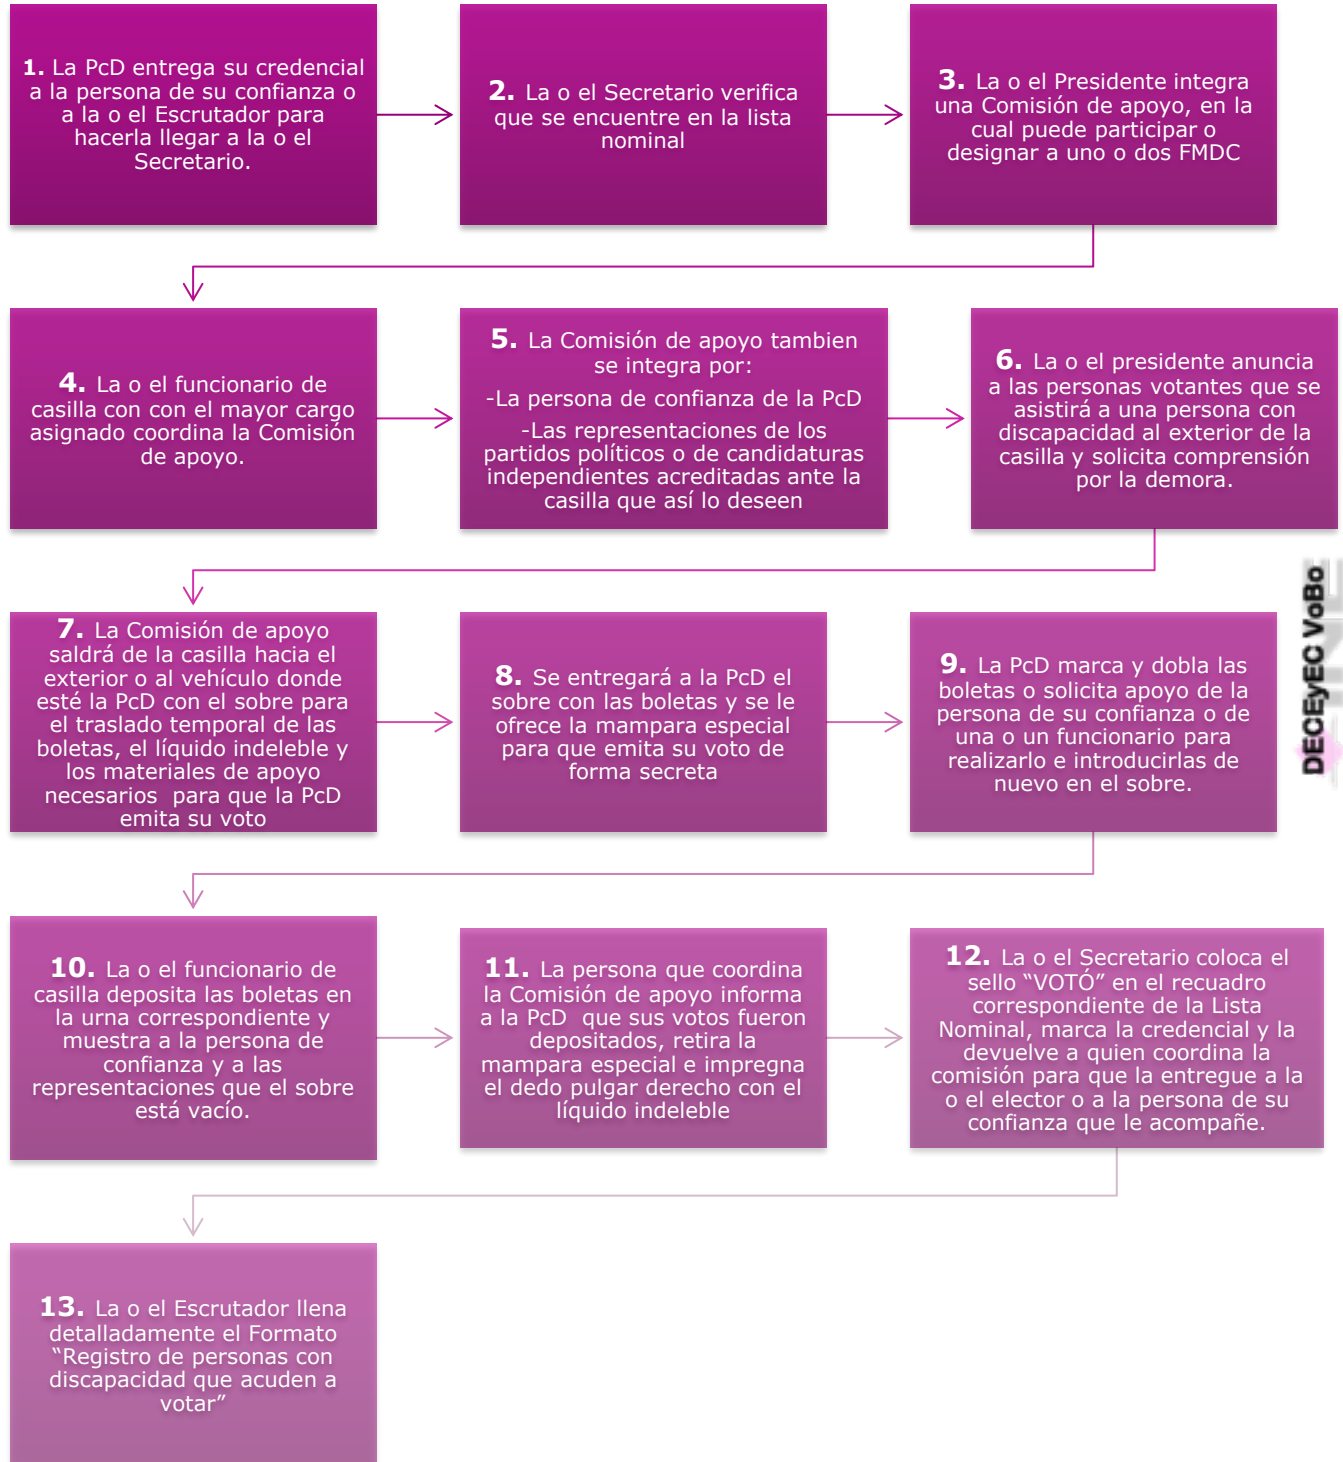 1. La PcD entrega su credencial
a la persona de su confianza o
a la o el Escrutador para
hacerla llegar a la o el
Secretario.
2. La o el Secretario verifica
que se encuentre en la lista
nominal
3. La o el Presidente integra
una Comisión de apoyo, en la
cual puede participar o
designar a uno o dos FMDC
4. La o el funcionario de
casilla con con el mayor cargo
asignado coordina la Comisión
de apoyo.
5. La Comisión de apoyo tambien
se integra por:
-La persona de confianza de la PcD
-Las representaciones de los
partidos políticos o de candidaturas
independientes acreditadas ante la
casilla que así lo deseen
6. La o el presidente anuncia
a las personas votantes que se
asistirá a una persona con
discapacidad al exterior de la
casilla y solicita comprensión
por la demora.
7. La Comisión de apoyo
saldrá de la casilla hacia el
exterior o al vehículo donde
esté la PcD con el sobre para
el traslado temporal de las
boletas, el líquido indeleble y
los materiales de apoyo
necesarios para que la PcD
emita su voto
8. Se entregará a la PcD el
sobre con las boletas y se le
ofrece la mampara especial
para que emita su voto de
forma secreta
9. La PcD marca y dobla las
boletas o solicita apoyo de la
persona de su confianza o de
una o un funcionario para
realizarlo e introducirlas de
nuevo en el sobre.
DECEyEC VoBo
10. La o el funcionario de
casilla deposita las boletas en
la urna correspondiente y
muestra a la persona de
confianza y a las
representaciones que el sobre
está vacío.
11. La persona que coordina
la Comisión de apoyo informa
a la PcD que sus votos fueron
depositados, retira la
mampara especial e impregna
el dedo pulgar derecho con el
líquido indeleble
12. La o el Secretario coloca el
sello “VOTÓ” en el recuadro
correspondiente de la Lista
Nominal, marca la credencial y la
devuelve a quien coordina la
comisión para que la entregue a la
o el elector o a la persona de su
confianza que le acompañe.
13. La o el Escrutador llena
detalladamente el Formato
“Registro de personas con
discapacidad que acuden a
votar”